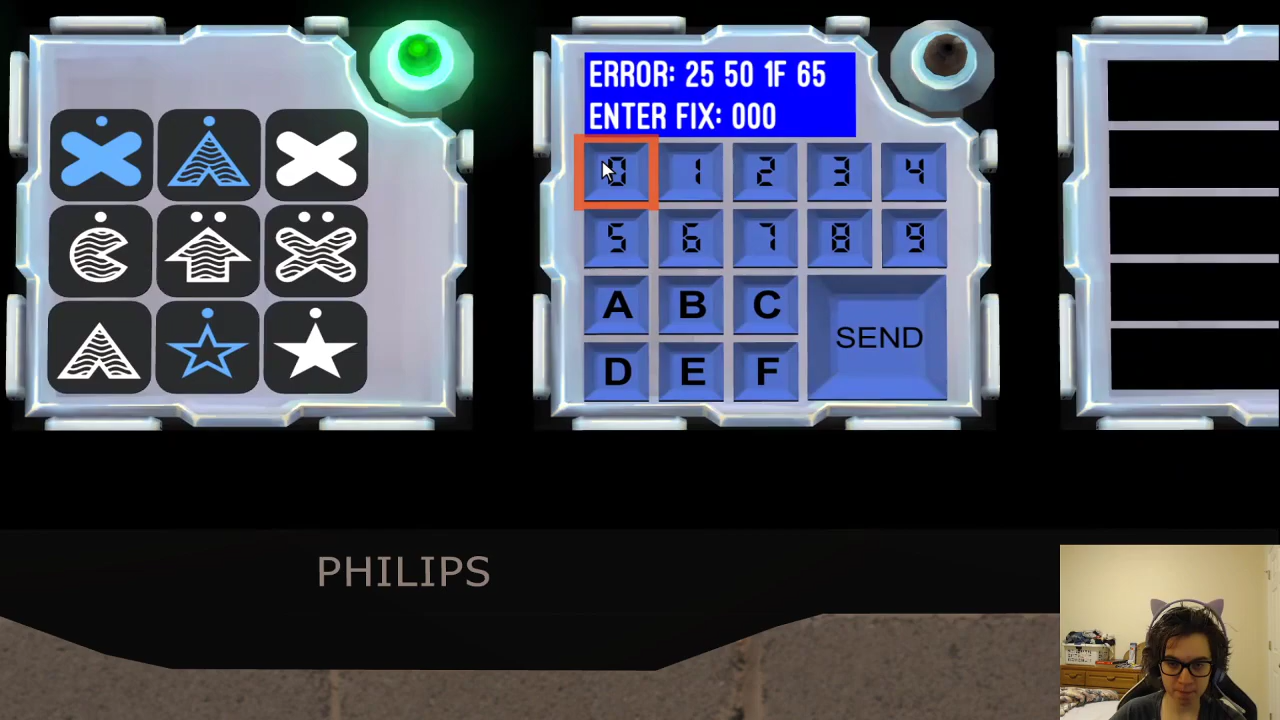 ERROR: 25 50 1F 65
ENTER FIX: 000
0 1 2 3 4
5 6 7 8 9
A B C
D E F
SEND
PHILIPS